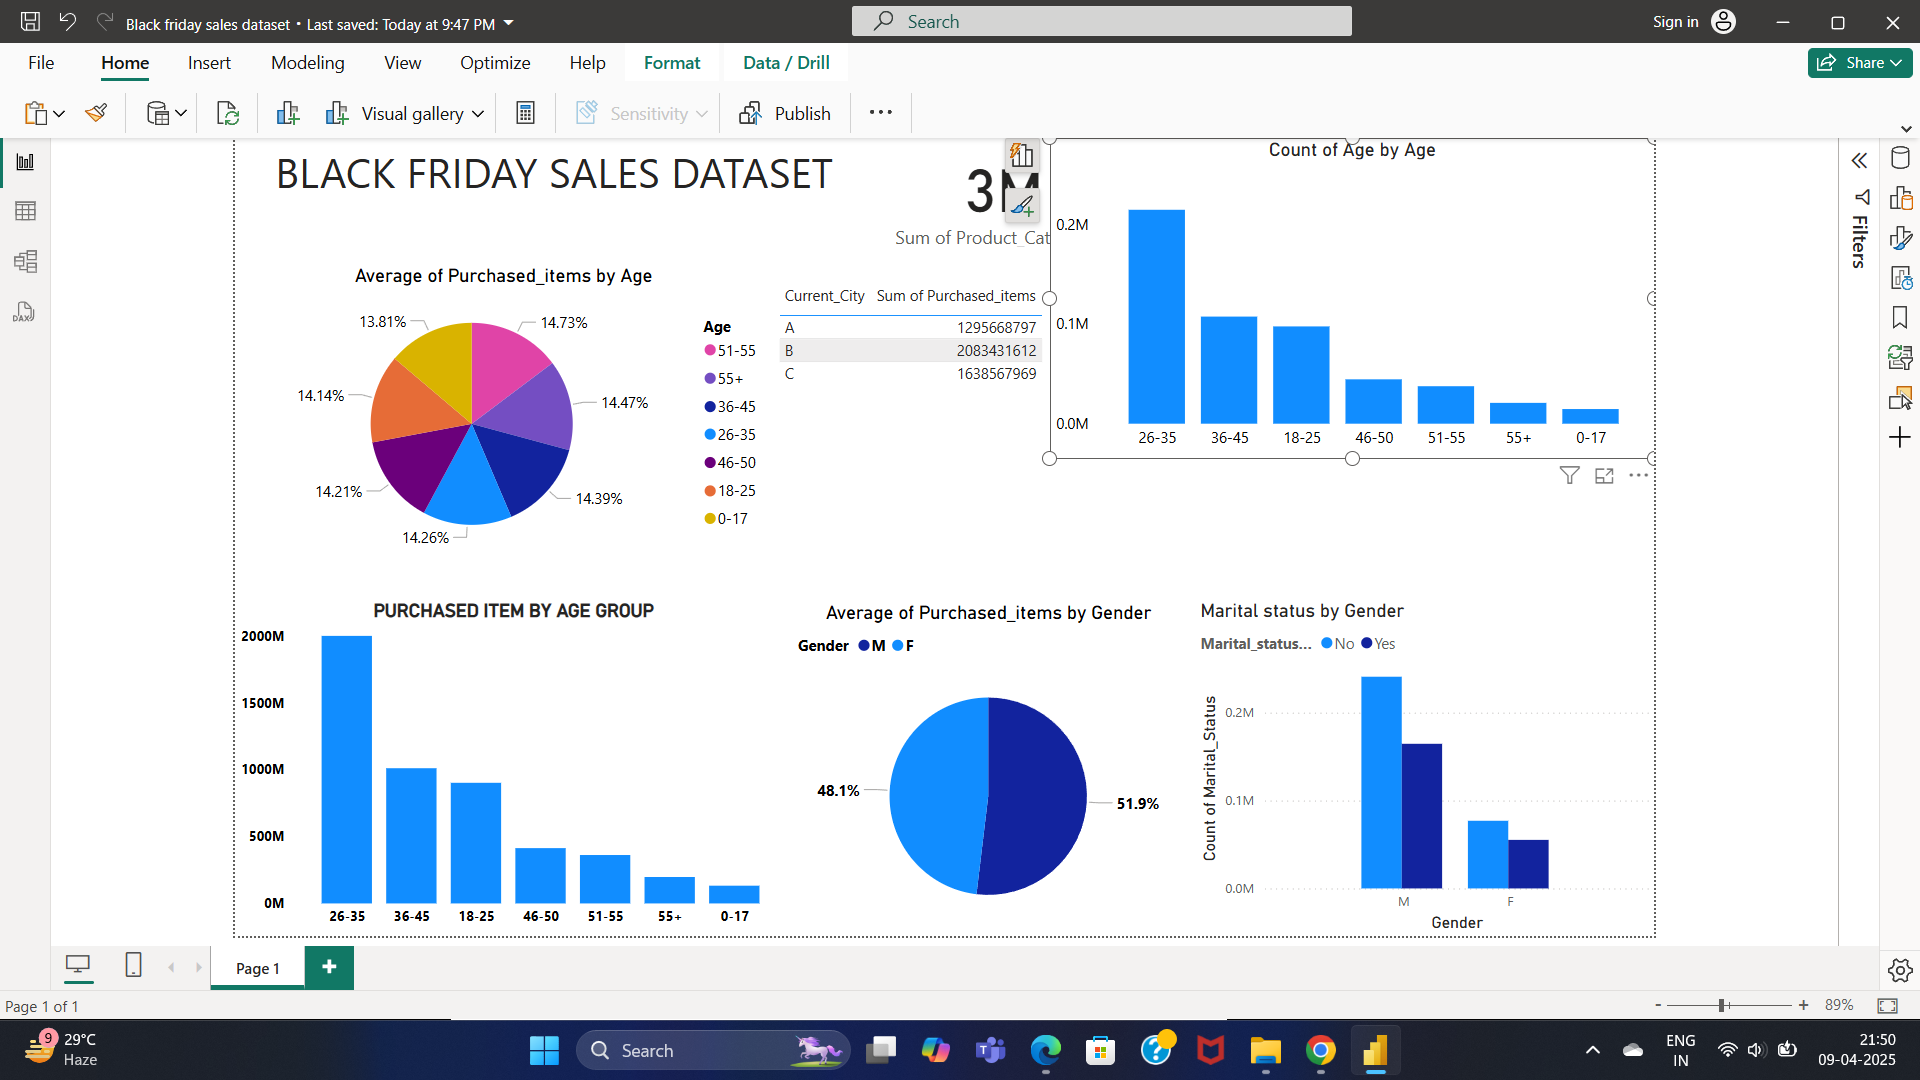 Black friday sales dataset • Last saved: Today at 9:47 PM
Search
Sign in
File
Home
Insert
Modeling
View
Optimize
Help
Format
Data / Drill
Share
Visual gallery
Sensitivity
Publish
BLACK FRIDAY SALES DATASET
3M
Sum of Product_Cat
Count of Age by Age
0.2M
0.1M
0.0M
26-35 36-45 18-25 46-50 51-55 55+ 0-17
Filters
DAX
Average of Purchased_items by Age
14.73%
14.47%
14.39%
14.26%
14.21%
14.14%
13.81%
Age
51-55
55+
36-45
26-35
46-50
18-25
0-17
Current_City Sum of Purchased_items
A 1295668797
B 2083431612
C 1638567969
PURCHASED ITEM BY AGE GROUP
2000M
1500M
1000M
500M
0M
26-35 36-45 18-25 46-50 51-55 55+ 0-17
Average of Purchased_items by Gender
Gender M F
48.1%
51.9%
Marital status by Gender
Marital_status... No Yes
Count of Marital_Status
0.2M
0.1M
0.0M
M F
Gender
Page 1
+
Page 1 of 1
- + 89%
9
29°C
Haze
Search
ENG
IN
21:50
09-04-2025